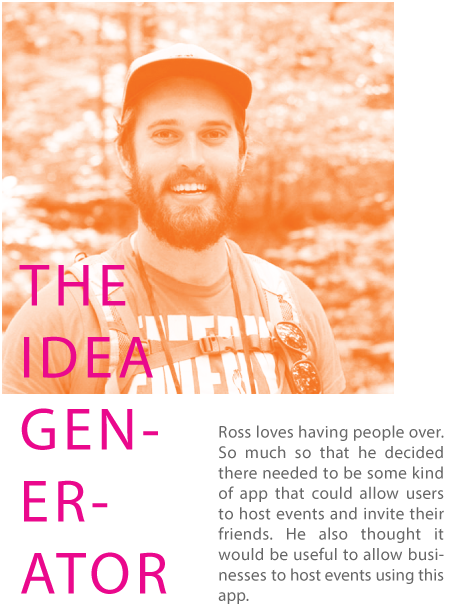 THE
IDEA
GEN-
ER-
ATOR
Ross loves having people over.
So much so that he decided
there needed to be some kind
of app that could allow users
to host events and invite their
friends. He also thought it
would be useful to allow busi-
nesses to host events using this
app.